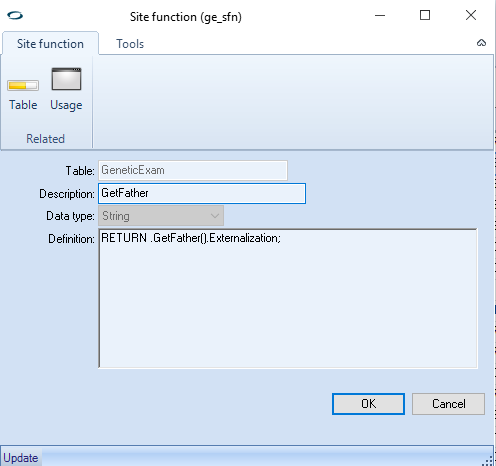 Site function (ge_sfn)
Site function Tools
Table Usage
Related
Table: GeneticExam
Description: GetFather
Data type: String
Definition: RETURN .GetFather().Externalization;
OK Cancel
Update